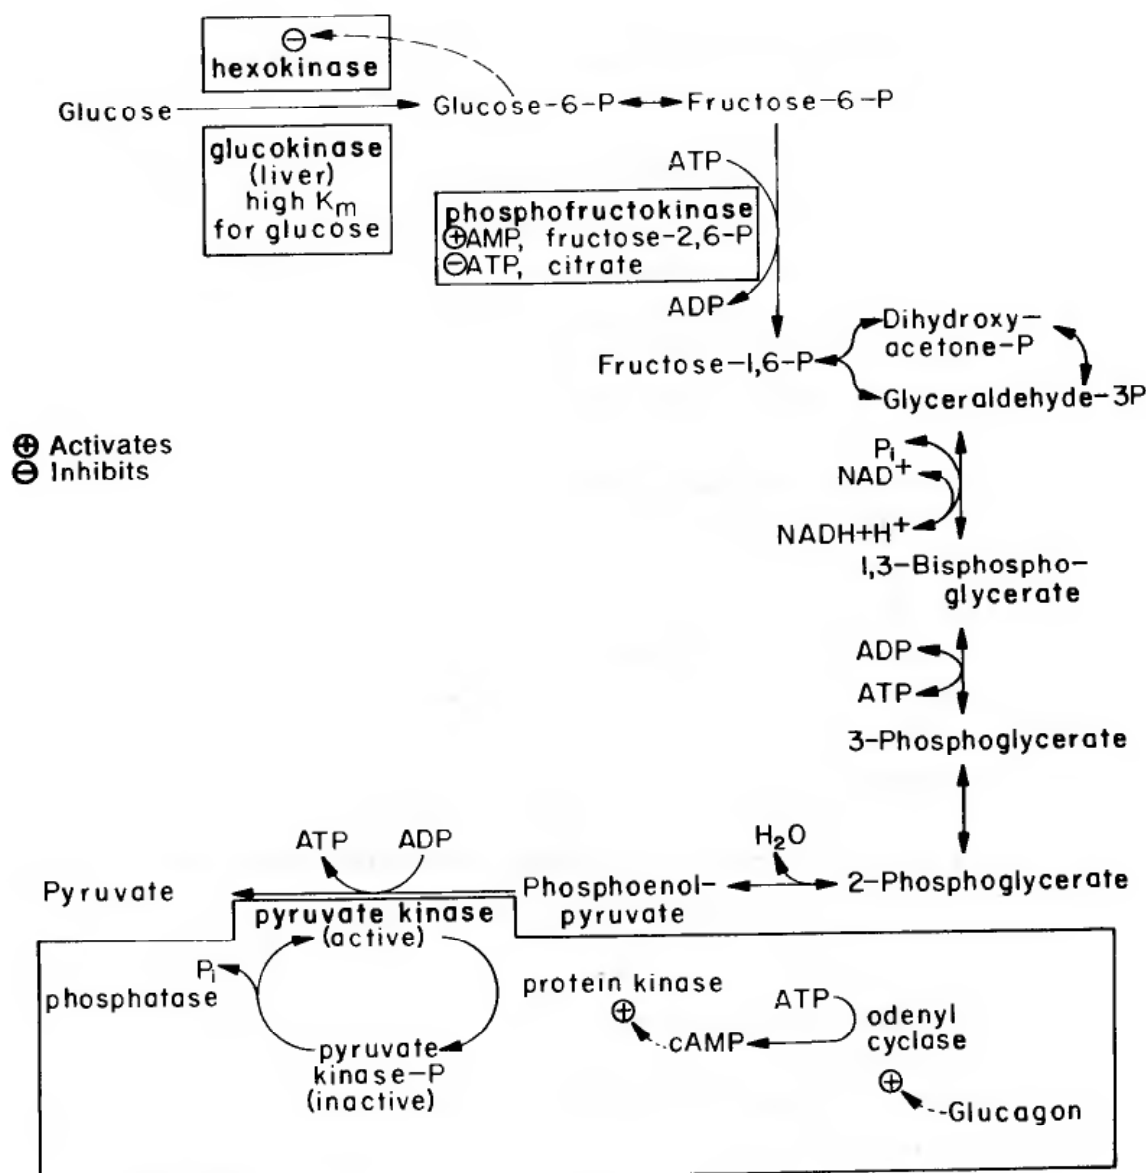 ⊖
hexokinase
Glucose
Glucose-6-P
Fructose-6-P
glucokinase
(liver)
high Km
for glucose
ATP
phosphofructokinase
⊕AMP, fructose-2,6-P
⊖ATP, citrate
ADP
Fructose-1,6-P
Dihydroxy-
acetone-P
Glyceraldehyde-3P
⊕ Activates
⊖ Inhibits
Pi
NAD+
NADH+H+
1,3-Bisphospho-
glycerate
ADP
ATP
3-Phosphoglycerate
H2O
ATP
ADP
Pyruvate
Phosphoenol-
pyruvate
2-Phosphoglycerate
pyruvate kinase
(active)
Pi
phosphatase
pyruvate
kinase-P
(inactive)
protein kinase
⊕
cAMP
ATP
odenyl
cyclase
⊕
Glucagon